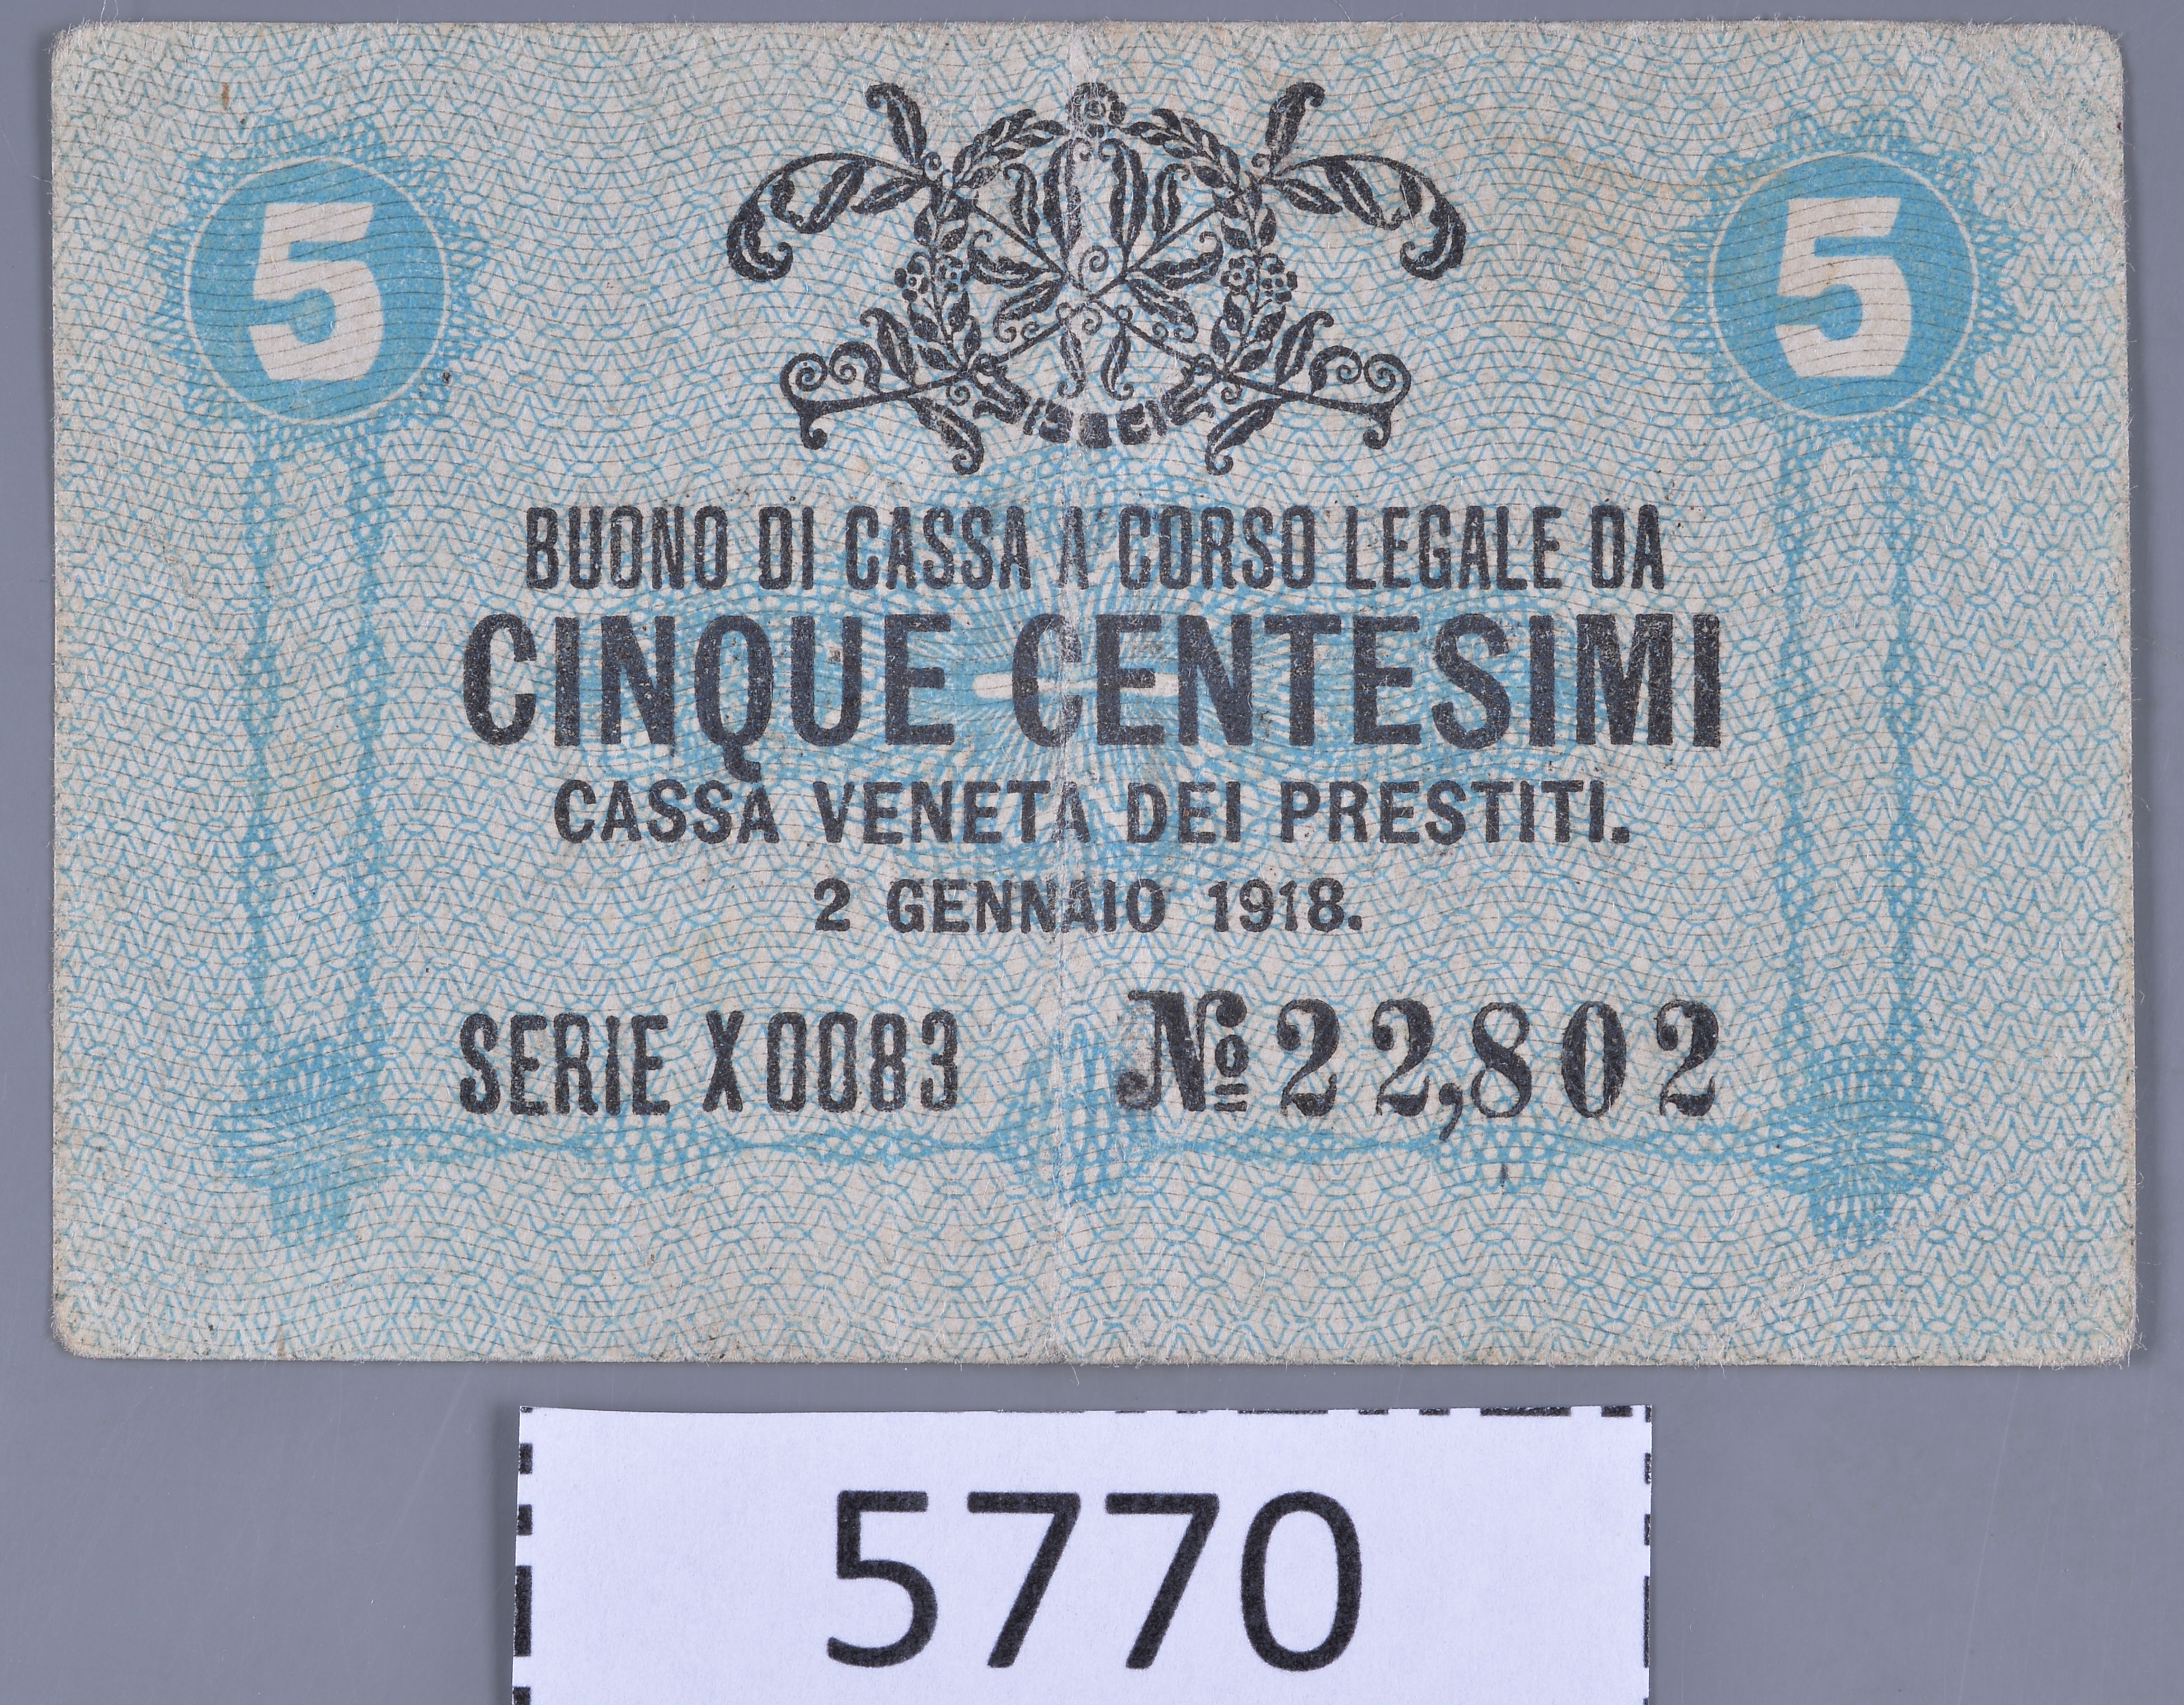 5 5
BUONO DI CASSA A CORSO LEGALE DA
CINQUE CENTESIMI
CASSA VENETA DEI PRESTITI.
2 GENNAIO 1918.
SERIE X0083 No 22,802
5770